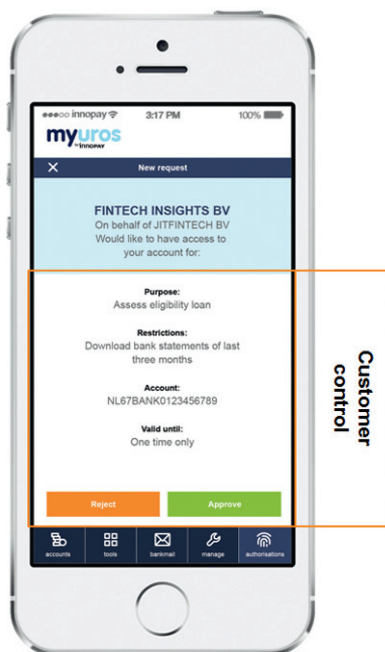 innopay 3:17 PM 100%
myuros
by INNOPAY
New request
FINTECH INSIGHTS BV
On behalf of JITFINTECH BV
Would like to have access to
your account for:
Purpose:
Assess eligibility loan
Restrictions:
Download bank statements of last
three months
Account:
NL67BANK0123456789
Valid until:
One time only
Reject Approve
accounts tools bankmail manage authorisations
Customer
control